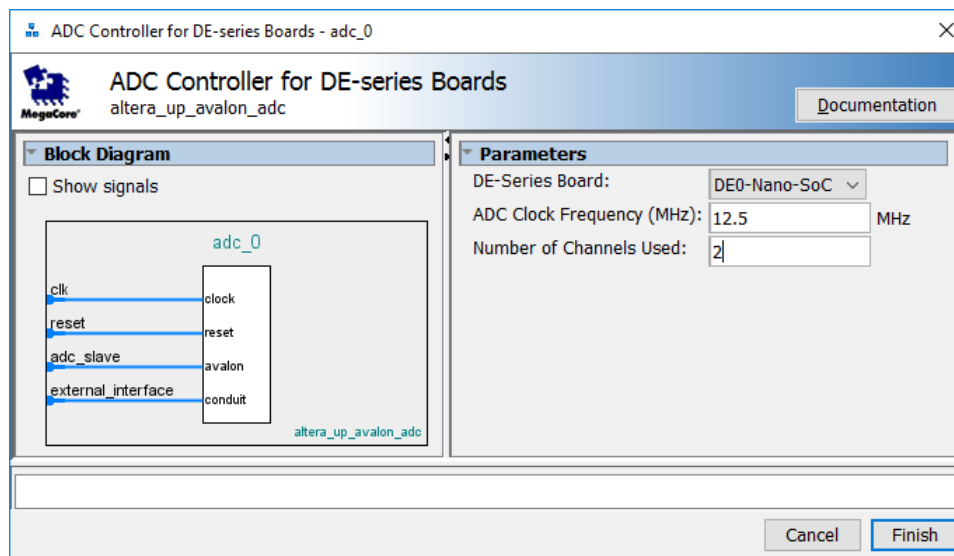 ADC Controller for DE-series Boards - adc_0
MegaCore®
ADC Controller for DE-series Boards
altera_up_avalon_adc
Documentation
Block Diagram
Show signals
adc_0
clk
clock
reset
reset
adc_slave
avalon
external_interface
conduit
altera_up_avalon_adc
Parameters
DE-Series Board: DE0-Nano-SoC
ADC Clock Frequency (MHz): 12.5 MHz
Number of Channels Used: 2
Cancel Finish